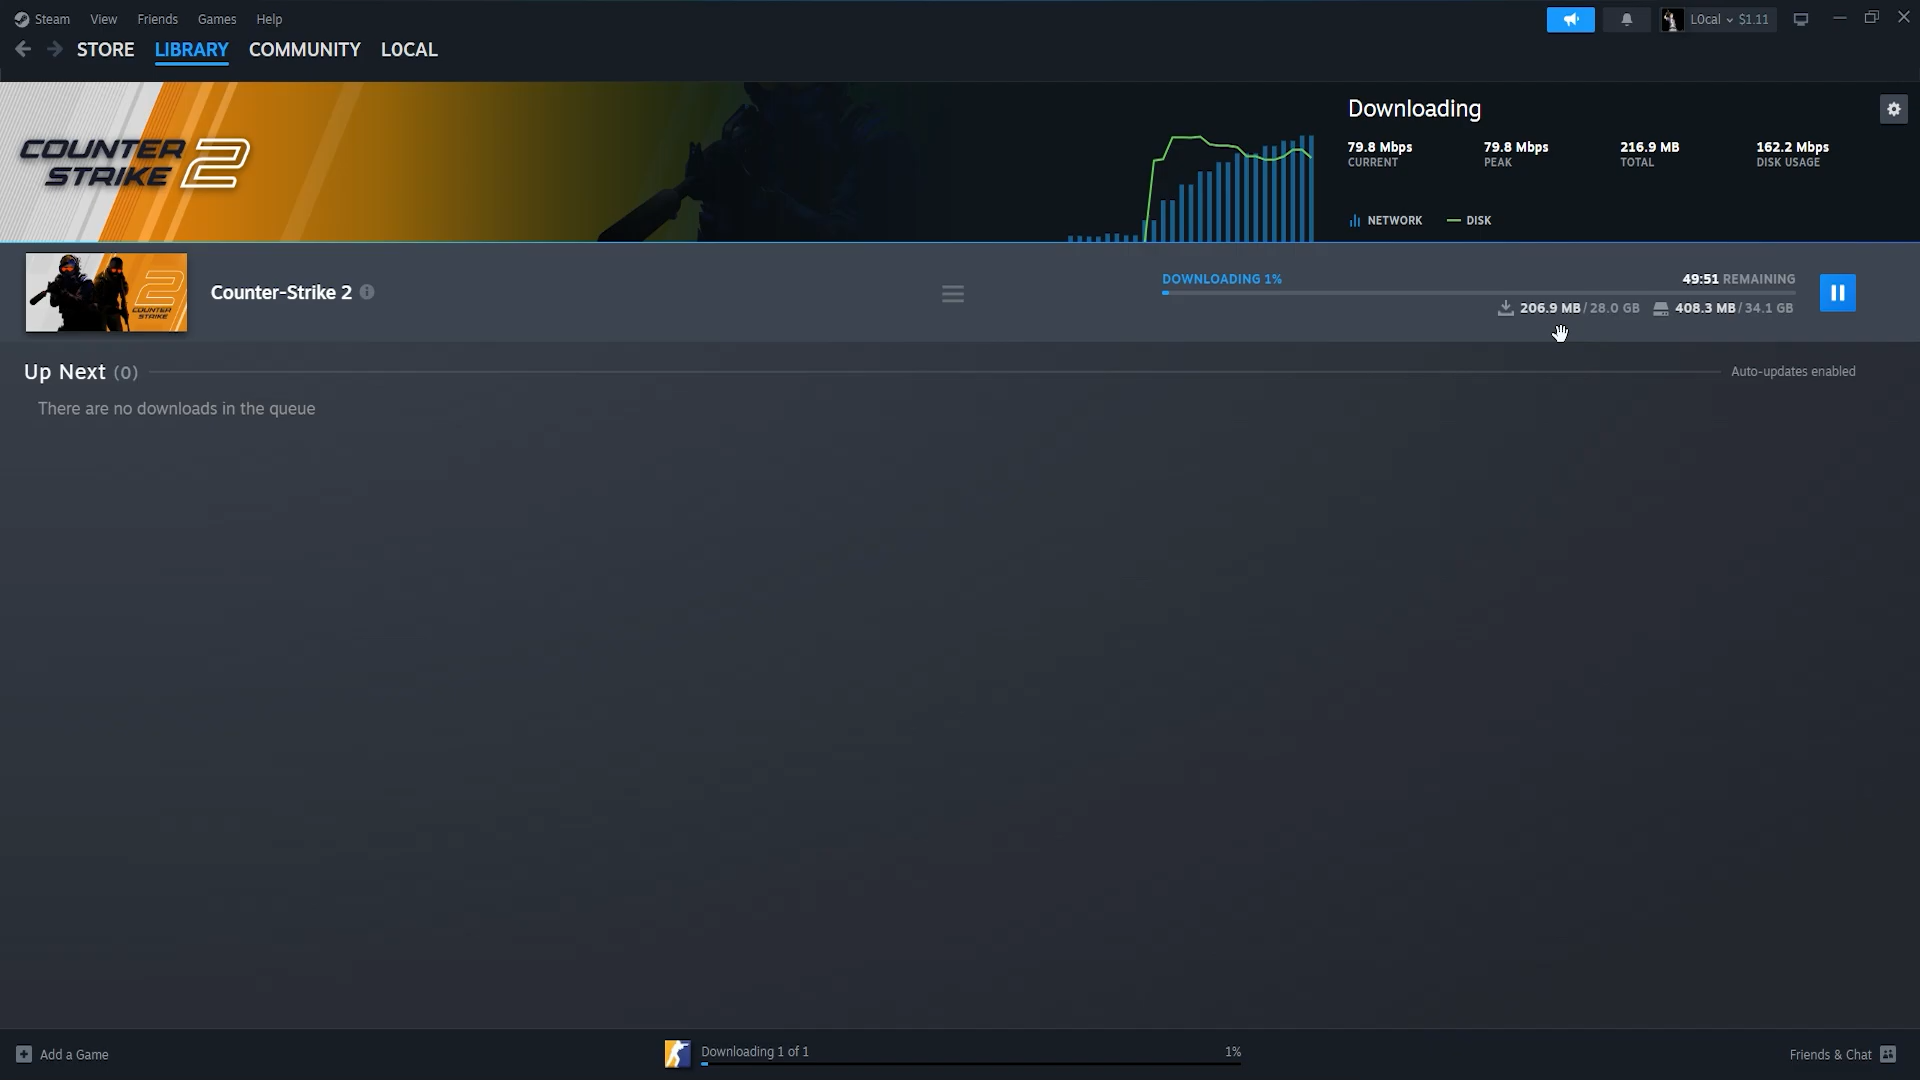 Steam View Friends Games Help
L0cal $1.11
STORE LIBRARY COMMUNITY L0CAL
COUNTER STRIKE 2
Downloading
79.8 Mbps 79.8 Mbps 216.9 MB 162.2 Mbps
CURRENT PEAK TOTAL DISK USAGE
NETWORK DISK
2 COUNTER STRIKE
Counter-Strike 2
DOWNLOADING 1% 49:51 REMAINING
206.9 MB/28.0 GB 408.3 MB/34.1 GB
Up Next (0) Auto-updates enabled
There are no downloads in the queue
Add a Game
Downloading 1 of 1 1%
Friends & Chat